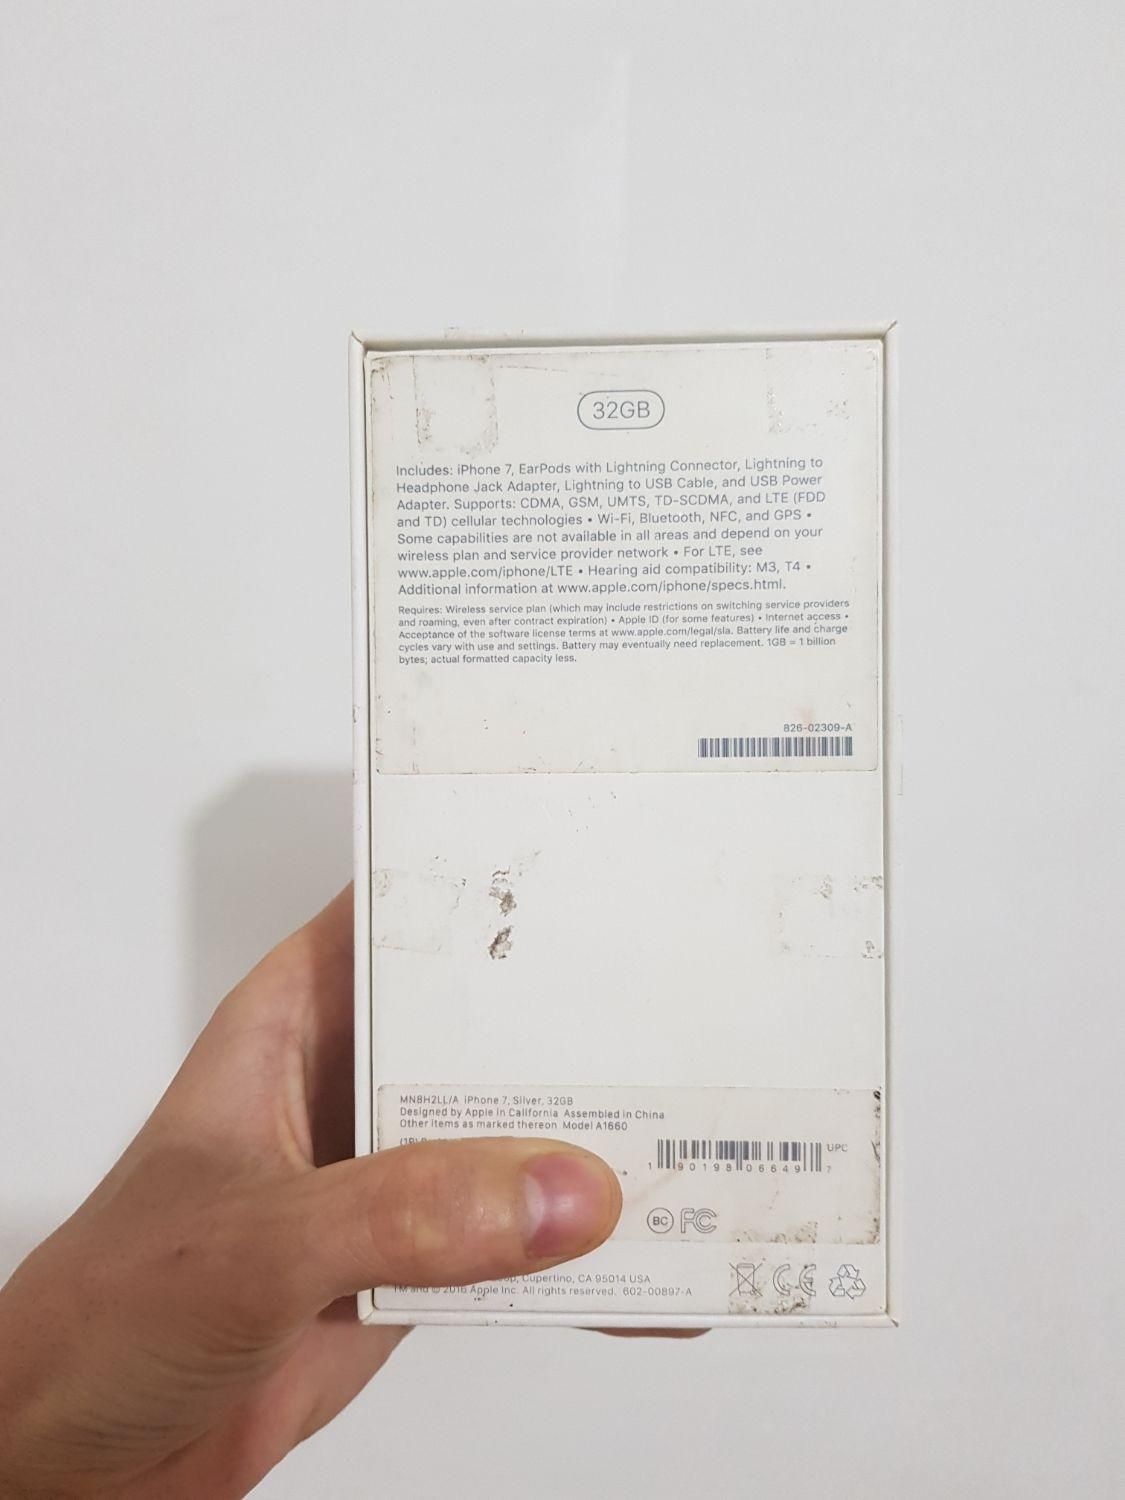 32GB
Includes: iPhone 7, EarPods with Lightning Connector, Lightning to
Headphone Jack Adapter, Lightning to USB Cable, and USB Power
Adapter. Supports: CDMA, GSM, UMTS, TD-SCDMA, and LTE (FDD
and TD) cellular technologies • Wi-Fi, Bluetooth, NFC, and GPS •
Some capabilities are not available in all areas and depend on your
wireless plan and service provider network • For LTE, see
www.apple.com/iphone/LTE • Hearing aid compatibility: M3, T4 •
Additional information at www.apple.com/iphone/specs.html.
Requires: Wireless service plan (which may include restrictions on switching service providers
and roaming, even after contract expiration) • Apple ID (for some features) • Internet access •
Acceptance of the software license terms at www.apple.com/legal/sla. Battery life and charge
cycles vary with use and settings. Battery may eventually need replacement. 1GB = 1 billion
bytes; actual formatted capacity less.
826-02309-A
MN8H2LL/A iPhone 7, Silver, 32GB
Designed by Apple in California Assembled in China
Other items as marked thereon Model A1660
UPC
1 90198 06649 7
BC FC
Cupertino, CA 95014 USA
TM and © 2016 Apple Inc. All rights reserved. 602-00897-A
CE